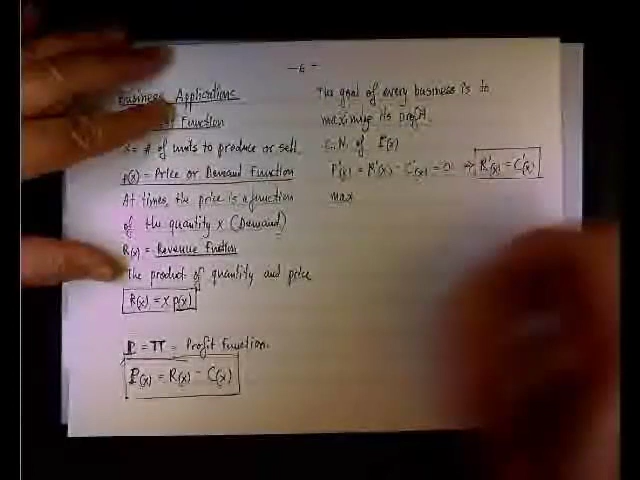 -6-
Business Applications
Function
x = # of units to produce or sell.
p(x) = Price or Demand Function
At times, the price is a function
of the quantity x (Demand)
R(x) = Revenue Function
The product of quantity and price
R(x) = x p(x)
P = π = Profit Function.
P(x) = R(x) - C(x)
The goal of every business is to
maximize its profit.
C.N. of P(x)
P'(x) = R'(x) - C'(x) = 0 ⇒ R'(x) = C'(x)
max